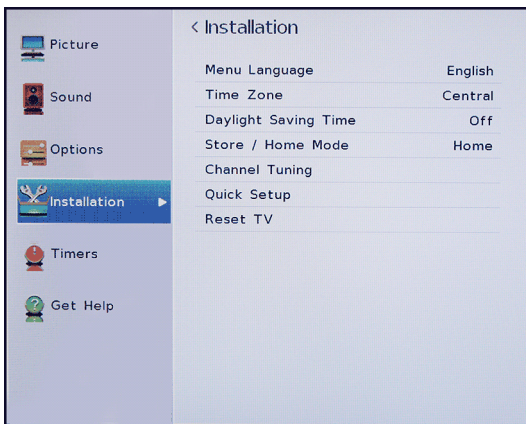 Picture
Sound
Options
Installation
Timers
Get Help
< Installation
Menu Language English
Time Zone Central
Daylight Saving Time Off
Store / Home Mode Home
Channel Tuning
Quick Setup
Reset TV